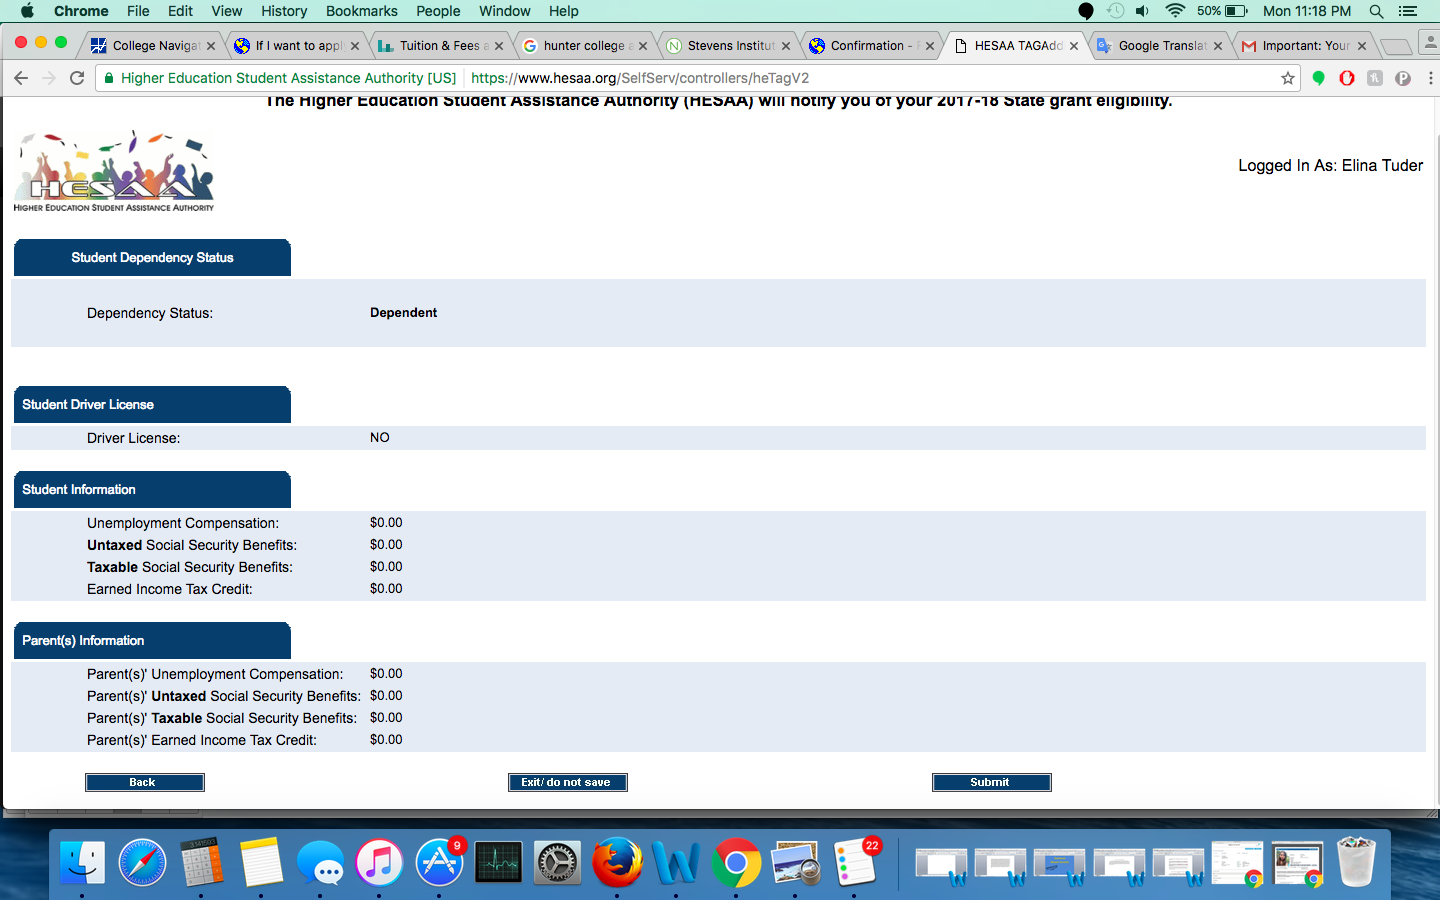 Chrome File Edit View History Bookmarks People Window Help 50% Mon 11:18 PM
College Navigat If I want to appl Tuition & Fees a hunter college a Stevens Institut Confirmation - F HESAA TAGAdd Google Translat Important: Your
Higher Education Student Assistance Authority [US] https://www.hesaa.org/SelfServ/controllers/heTagV2
The Higher Education Student Assistance Authority (HESAA) will notify you of your 2017-18 State grant eligibility.
HESAA
HIGHER EDUCATION STUDENT ASSISTANCE AUTHORITY
Logged In As: Elina Tuder
Student Dependency Status
Dependency Status: Dependent
Student Driver License
Driver License: NO
Student Information
Unemployment Compensation: $0.00
Untaxed Social Security Benefits: $0.00
Taxable Social Security Benefits: $0.00
Earned Income Tax Credit: $0.00
Parent(s) Information
Parent(s)' Unemployment Compensation: $0.00
Parent(s)' Untaxed Social Security Benefits: $0.00
Parent(s)' Taxable Social Security Benefits: $0.00
Parent(s)' Earned Income Tax Credit: $0.00
Back Exit/ do not save Submit
9 22